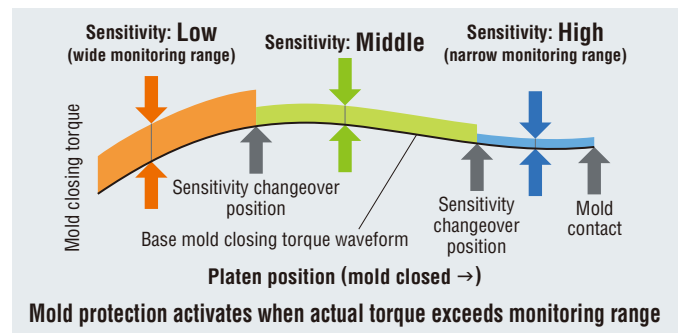 Sensitivity: Low
(wide monitoring range)
Sensitivity: Middle
Sensitivity: High
(narrow monitoring range)
Mold closing torque
Sensitivity changeover
position
Base mold closing torque waveform
Sensitivity
changeover
position
Mold
contact
Platen position (mold closed →)
Mold protection activates when actual torque exceeds monitoring range